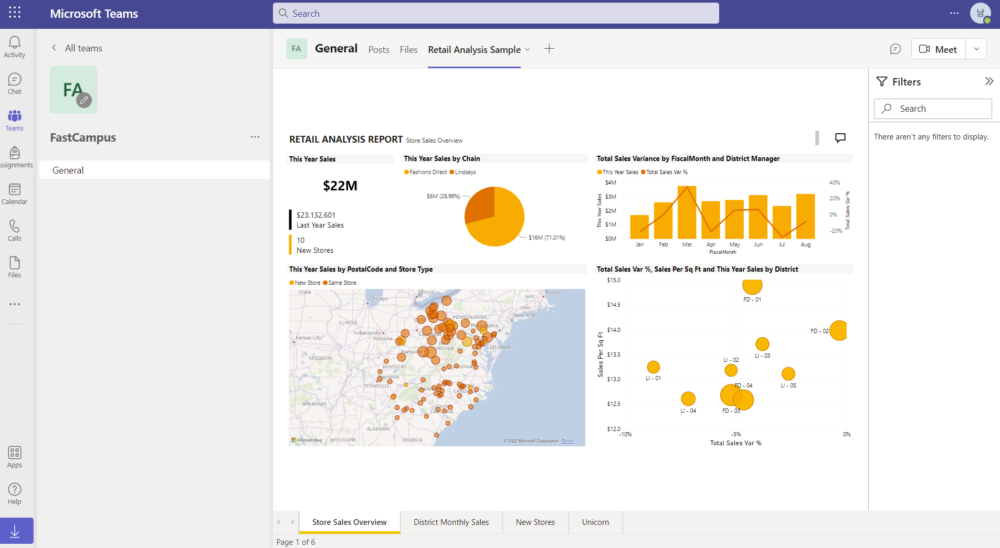 Microsoft Teams
Search
남
Activity
Chat
Teams
ssignments
Calendar
Calls
Files
Apps
Help
All teams
FA
FastCampus
General
FA
General
Posts
Files
Retail Analysis Sample
Meet
Filters
Search
There aren't any filters to display.
RETAIL ANALYSIS REPORT Store Sales Overview
This Year Sales
$22M
$23,132,601
Last Year Sales
10
New Stores
This Year Sales by Chain
Fashions Direct Lindseys
$6M (28.99%)
$16M (71.01%)
Total Sales Variance by FiscalMonth and District Manager
This Year Sales Total Sales Var %
This Year Sales
$4M
$3M
$2M
$1M
$0M
40%
20%
0%
-20%
Total Sales Var %
Jan Feb Mar Apr May Jun Jul Aug
FiscalMonth
This Year Sales by PostalCode and Store Type
New Store Same Store
IOWA
Detroit
Boston
Chicago
MASS.
CONN
R.I.
New York
PENNSYLVANIA
ILLINOIS
OHIO
Philadelphia
Indianapolis
Columbus
N.J.
Kansas City
INDIANA
WEST
VIRGINIA
DELAWARE
MISSOURI
KENTUCKY
VIRGINIA
Nashville
TENNESSEE
Charlo
NORTH
CAROLINA
ARKANSAS
SOUTH
CAROLINA
ALABAMA
MISSISSIPPI
GEORGIA
Microsoft Bing
© 2022 Microsoft Corporation Terms
Total Sales Var %, Sales Per Sq Ft and This Year Sales by District
Sales Per Sq Ft
$15.0
$14.5
$14.0
$13.5
$13.0
$12.5
$12.0
FD - 01
FD - 02
LI - 03
LI - 02
LI - 01
FD - 04
LI - 05
LI - 04
FD - 03
-10%
-5%
0%
Total Sales Var %
Store Sales Overview
District Monthly Sales
New Stores
Unicorn
Page 1 of 6